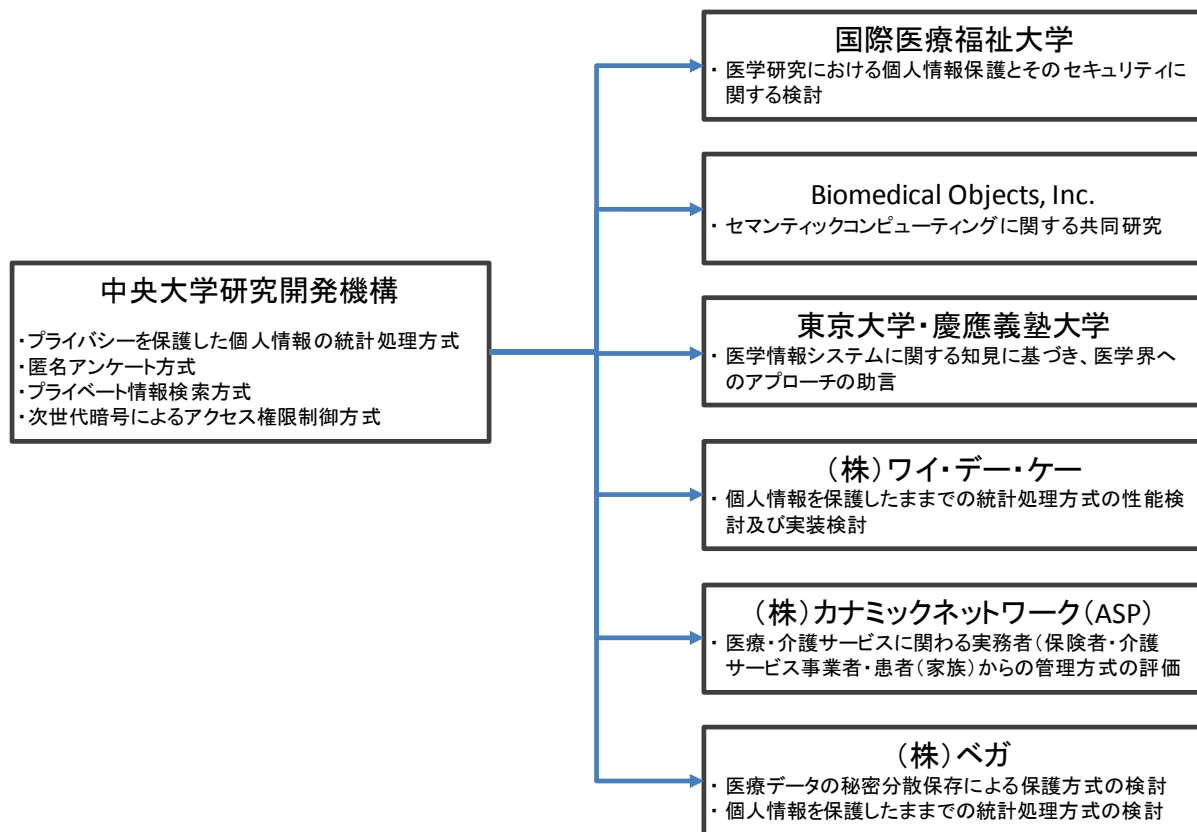 中央大学研究開発機構
・プライバシーを保護した個人情報の統計処理方式
・匿名アンケート方式
・プライベート情報検索方式
・次世代暗号によるアクセス権限制御方式
国際医療福祉大学
・ 医学研究における個人情報保護とそのセキュリティに
関する検討
Biomedical Objects, Inc.
・ セマンティックコンピューティングに関する共同研究
東京大学・慶應義塾大学
・ 医学情報システムに関する知見に基づき、医学界へ
のアプローチの助言
（株）ワイ・デー・ケー
・ 個人情報を保護したままでの統計処理方式の性能検
討及び実装検討
（株）カナミックネットワーク（ASP）
・ 医療・介護サービスに関わる実務者（保険者・介護
サービス事業者・患者（家族）からの管理方式の評価
（株）ベガ
・ 医療データの秘密分散保存による保護方式の検討
・ 個人情報を保護したままでの統計処理方式の検討